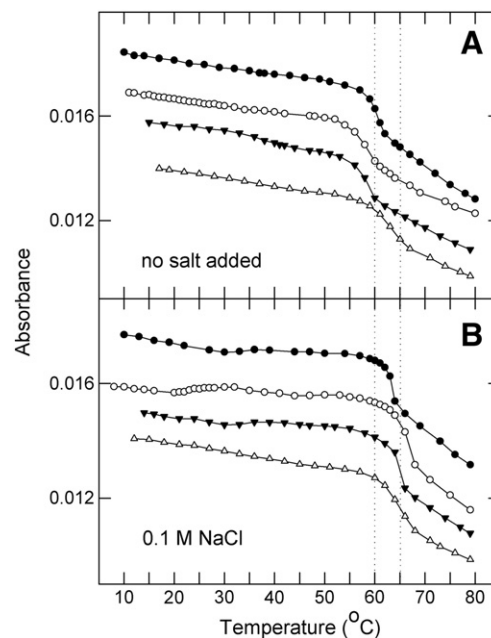 A
0.016
0.012
no salt added
Absorbance
B
0.016
0.012
0.1 M NaCl
10 20 30 40 50 60 70 80
Temperature (°C)